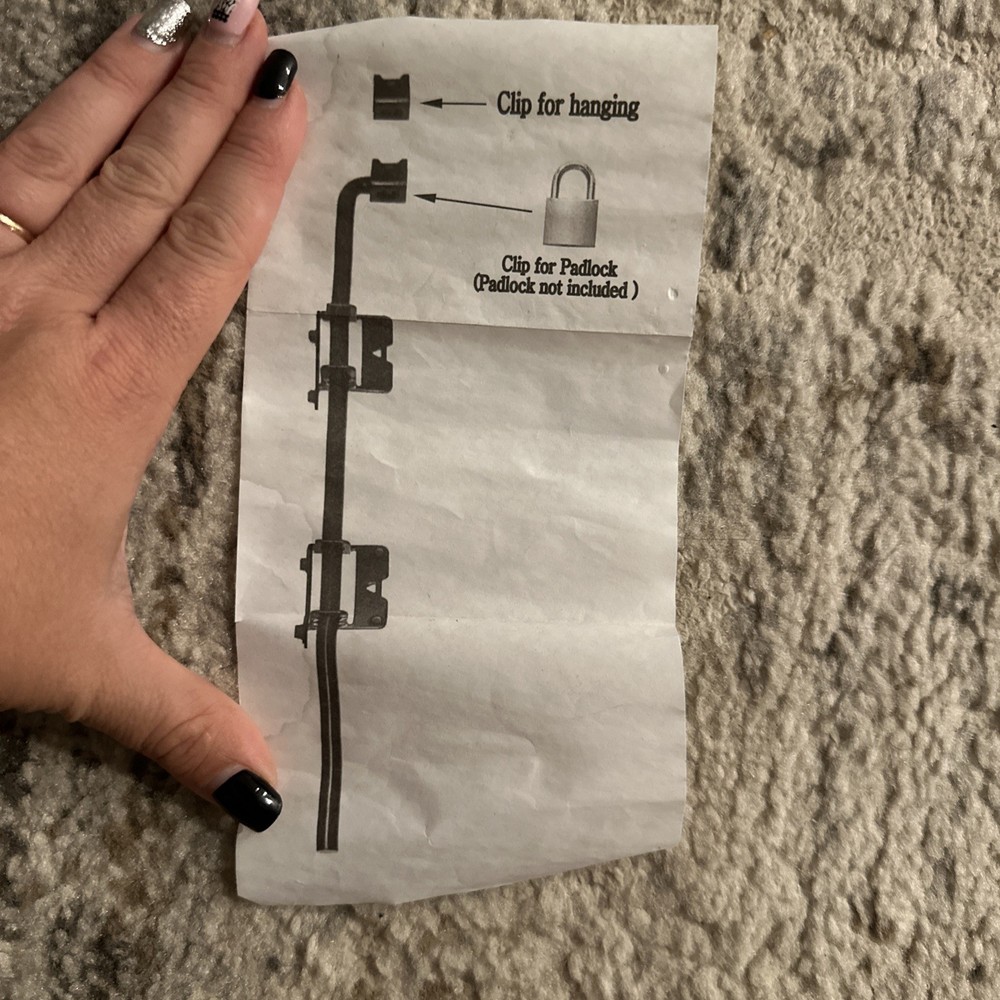 Clip for hanging
Clip for Padlock
(Padlock not included )